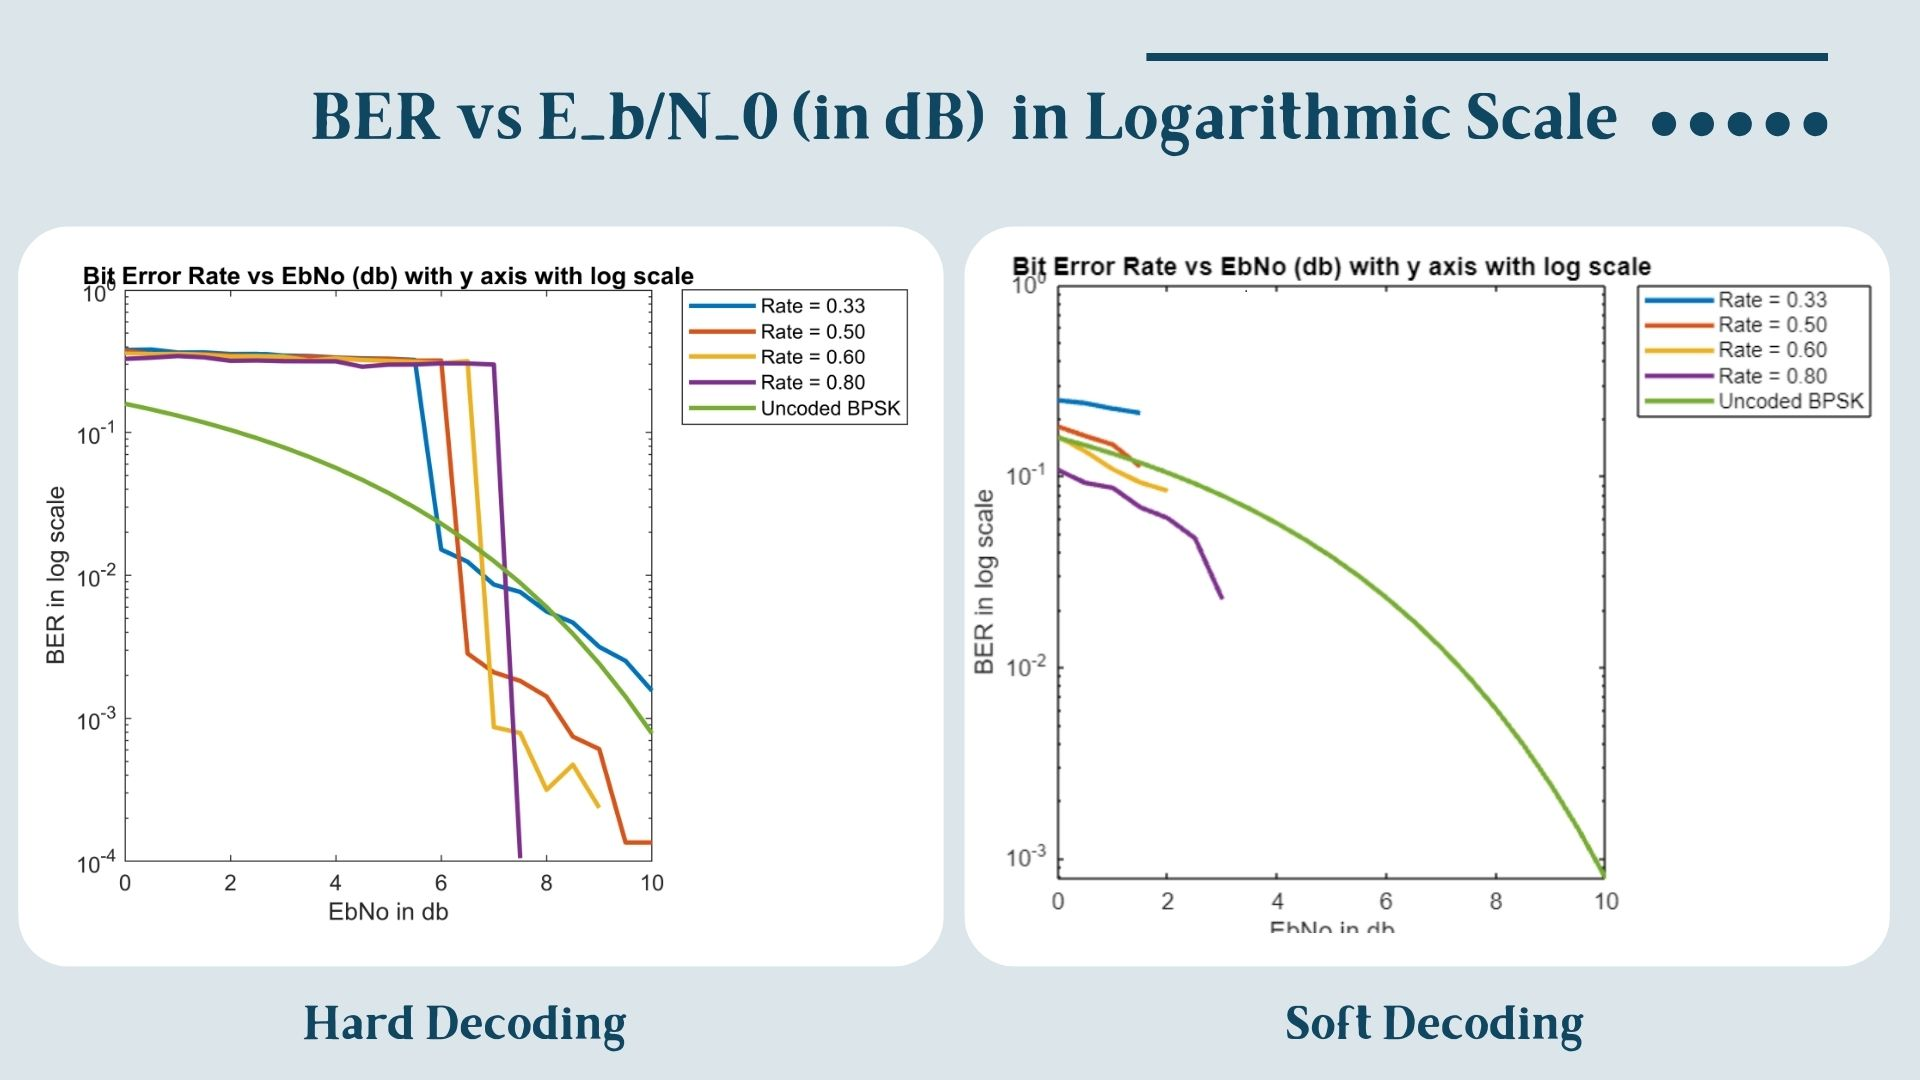 BER vs E_b/N_0 (in dB) in Logarithmic Scale
Bit Error Rate vs EbNo (db) with y axis with log scale
10^0
10^-1
10^-2
10^-3
10^-4
BER in log scale
0 2 4 6 8 10
EbNo in db
Rate = 0.33
Rate = 0.50
Rate = 0.60
Rate = 0.80
Uncoded BPSK
Hard Decoding
Bit Error Rate vs EbNo (db) with y axis with log scale
10^0
10^-1
10^-2
10^-3
BER in log scale
0 2 4 6 8 10
EbNo in db
Rate = 0.33
Rate = 0.50
Rate = 0.60
Rate = 0.80
Uncoded BPSK
Soft Decoding